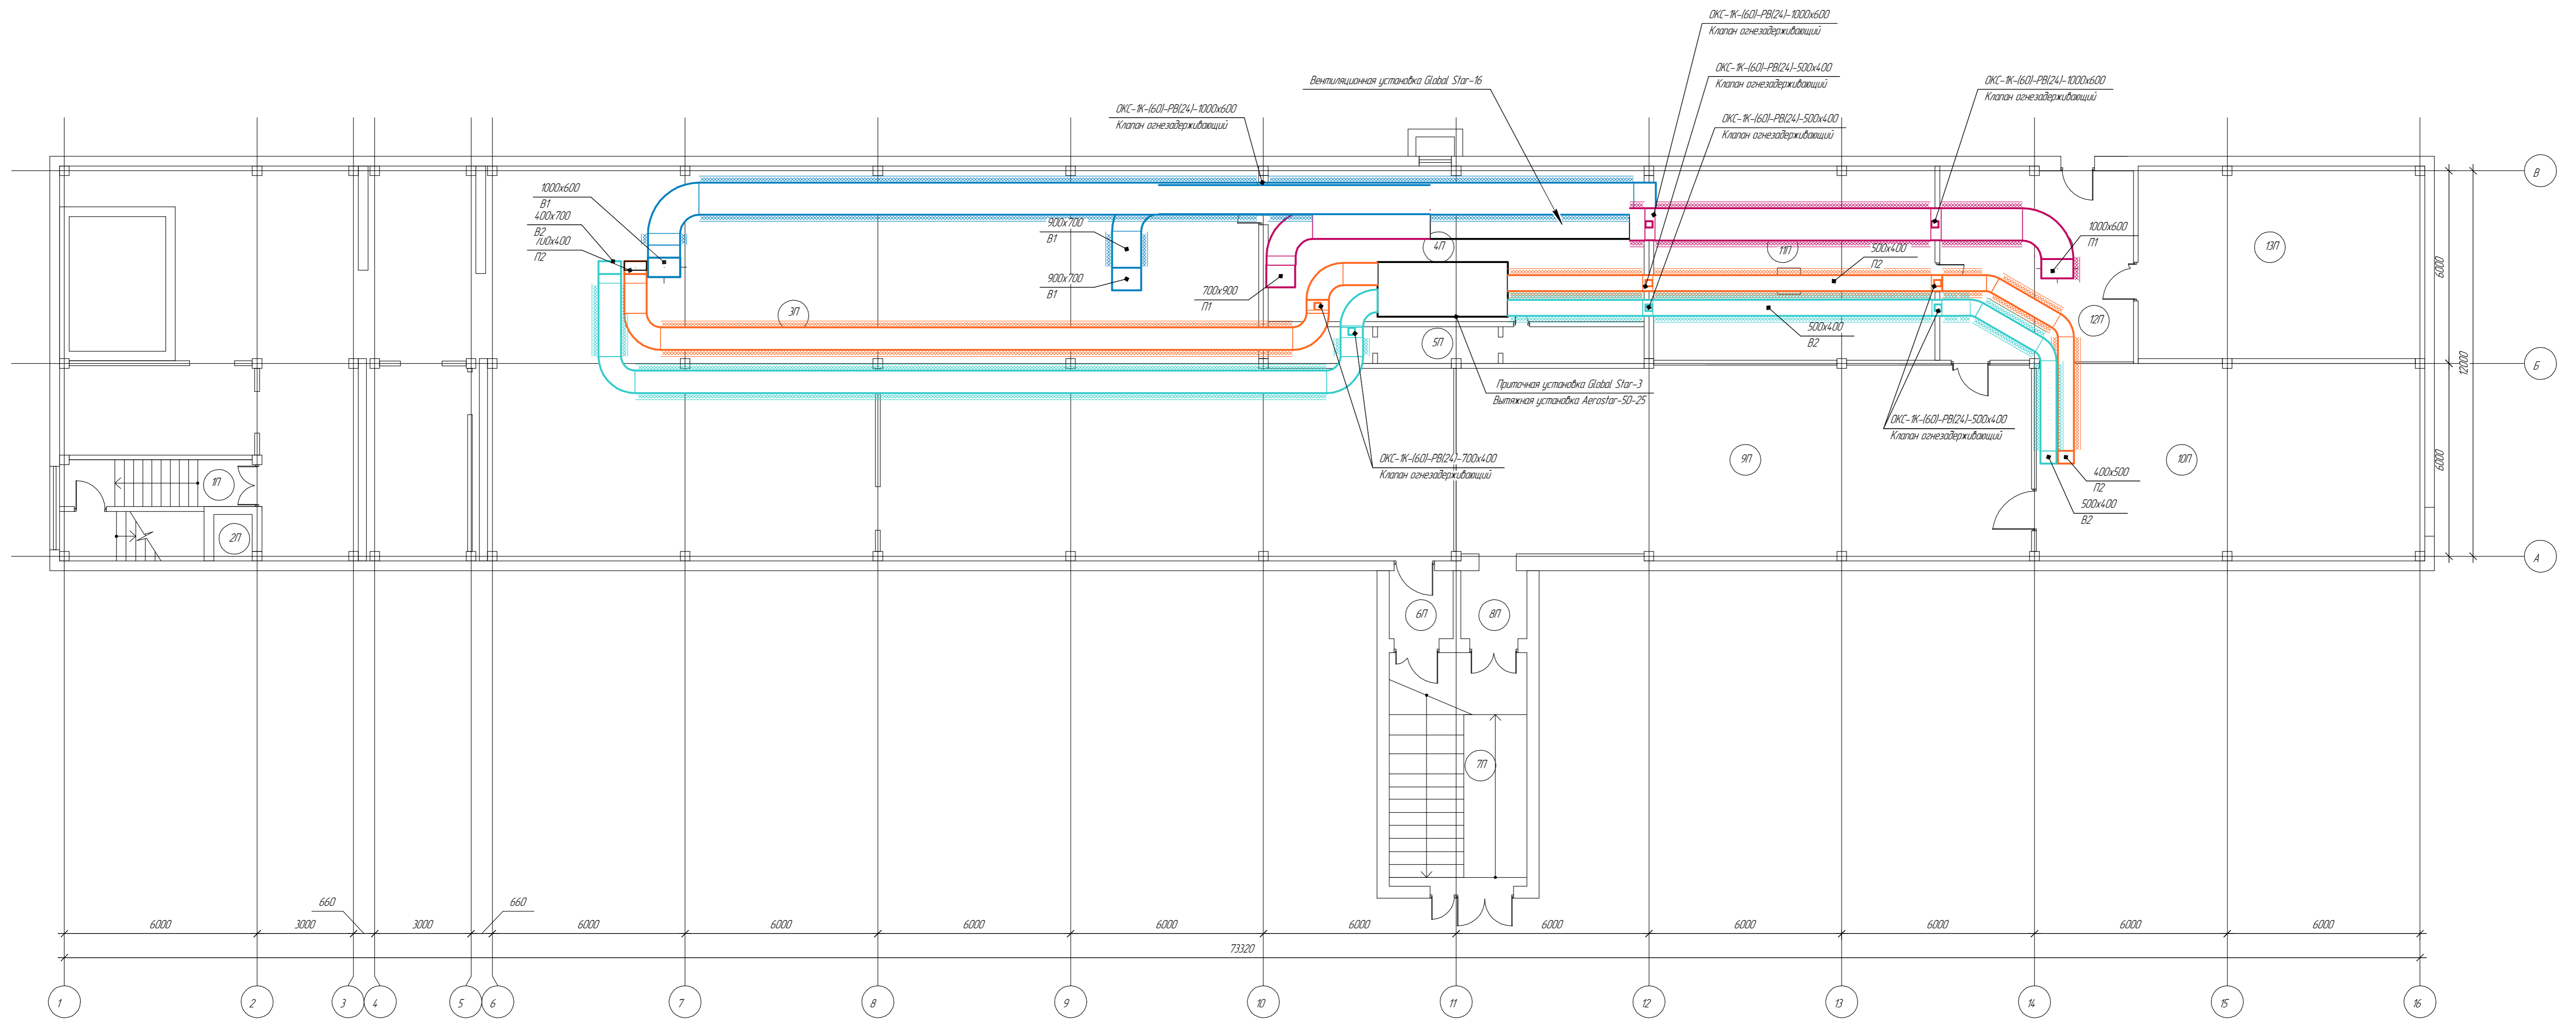 ОКС-1К-(60)-РВ(24)-1000х600
Клапан огнезадерживающий
ОКС-1К-(60)-РВ(24)-500х400
Клапан огнезадерживающий
Вентиляционная установка Global Star-16
ОКС-1К-(60)-РВ(24)-1000х600
Клапан огнезадерживающий
ОКС-1К-(60)-РВ(24)-1000х600
Клапан огнезадерживающий
ОКС-1К-(60)-РВ(24)-500х400
Клапан огнезадерживающий
В
1000х600
В1
400х700
В2
700х400
П2
900х700
В1
900х700
В1
700х900
П1
4П
11П
500х400
П2
1000х600
П1
13П
6000
3П
5П
500х400
В2
12П
Б
12000
Приточная установка Global Star-3
Вытяжная установка Aerostar-50-25
ОКС-1К-(60)-РВ(24)-500х400
Клапан огнезадерживающий
ОКС-1К-(60)-РВ(24)-700х400
Клапан огнезадерживающий
9П
10П
6000
400х500
П2
500х400
В2
1П
2П
А
6П
8П
7П
660
660
6000
3000
3000
6000
6000
6000
6000
6000
6000
6000
6000
6000
6000
73320
1
2
3
4
5
6
7
8
9
10
11
12
13
14
15
16